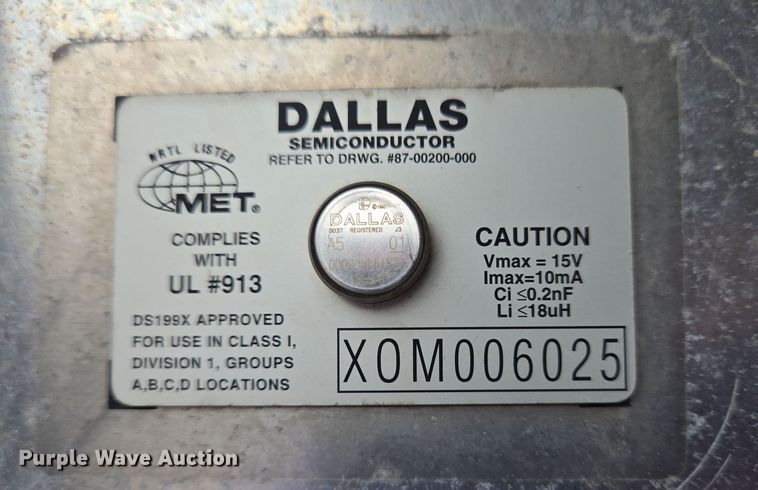 DALLAS
SEMICONDUCTOR
REFER TO DRWG. #87-00200-000
NRTL LISTED
MET®
COMPLIES
WITH
UL #913
DS199X APPROVED
FOR USE IN CLASS I,
DIVISION 1, GROUPS
A,B,C,D LOCATIONS
DALLAS
0037 REGISTERED J3
A5 01
CAUTION
Vmax = 15V
Imax=10mA
Ci ≤0.2nF
Li ≤18uH
XOM006025
Purple Wave Auction